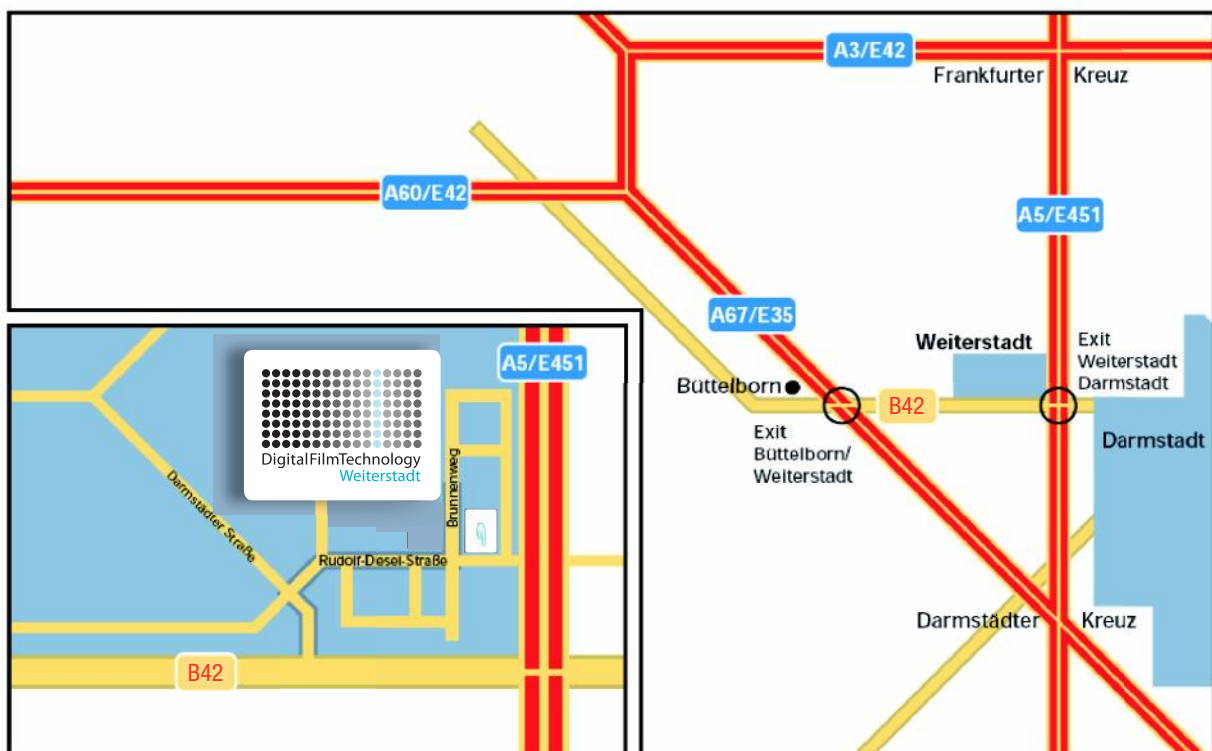 A3/E42
Frankfurter Kreuz
A60/E42
A5/E451
A67/E35
Weiterstadt
Exit
Weiterstadt
Darmstadt
Büttelborn
B42
Exit
Büttelborn/
Weiterstadt
Darmstadt
Darmstädter Kreuz
A5/E451
DigitalFilmTechnology
Weiterstadt
Brunnenweg
Darmstädter Straße
Rudolf-Diesel-Straße
B42